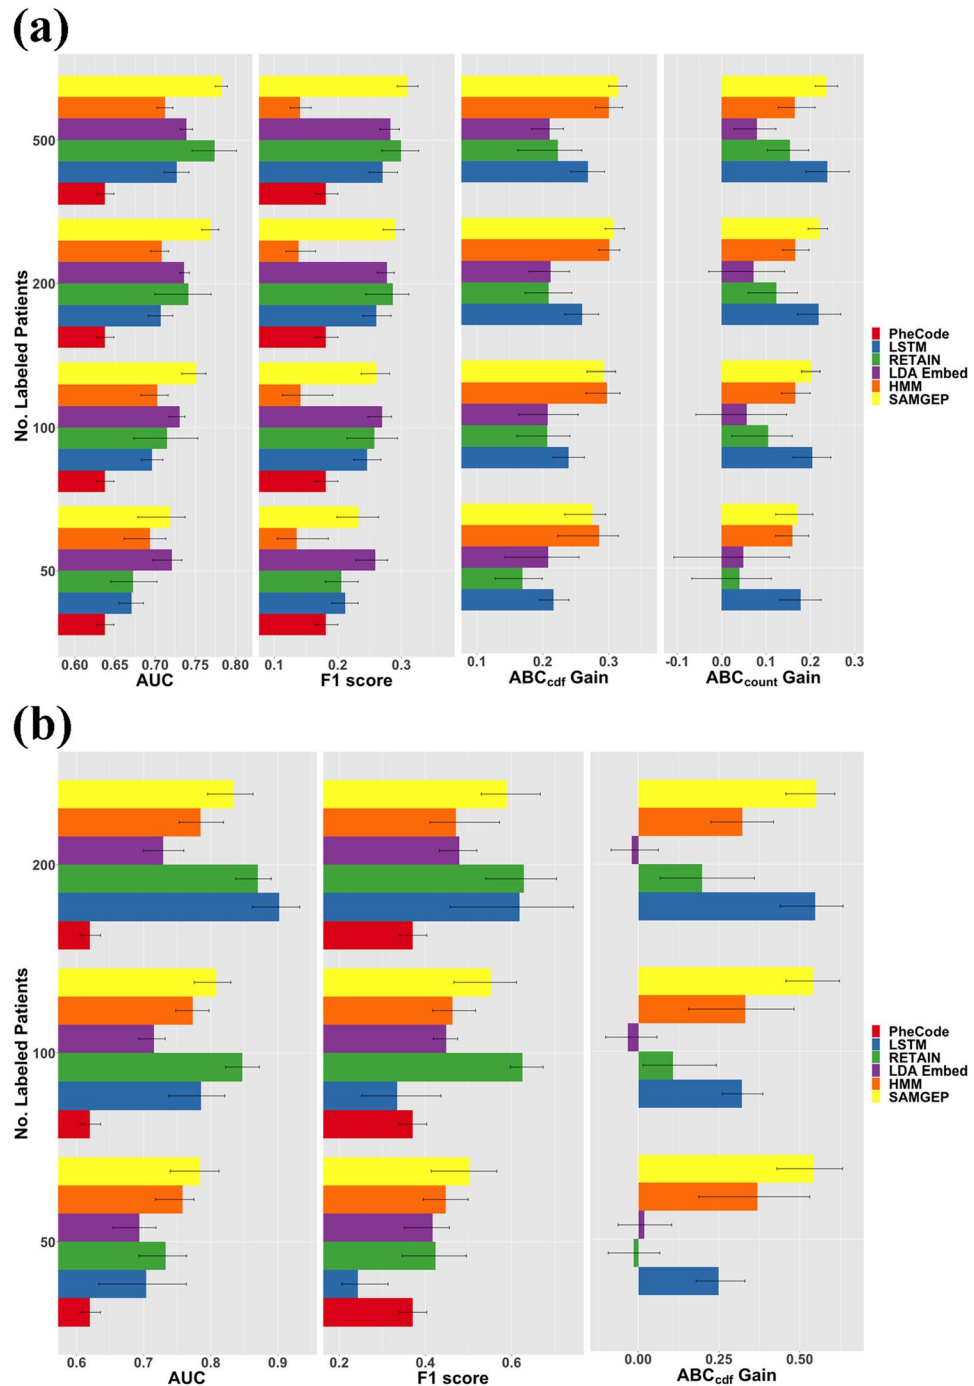 (a)
No. Labeled Patients
500
200
100
50
0.60 0.65 0.70 0.75 0.80
AUC
0.1 0.2 0.3
F1 score
0.1 0.2 0.3
ABCcdf Gain
-0.1 0.0 0.1 0.2 0.3
ABCcount Gain
PheCode
LSTM
RETAIN
LDA Embed
HMM
SAMGEP
(b)
No. Labeled Patients
200
100
50
0.6 0.7 0.8 0.9
AUC
0.2 0.4 0.6
F1 score
0.00 0.25 0.50
ABCcdf Gain
PheCode
LSTM
RETAIN
LDA Embed
HMM
SAMGEP